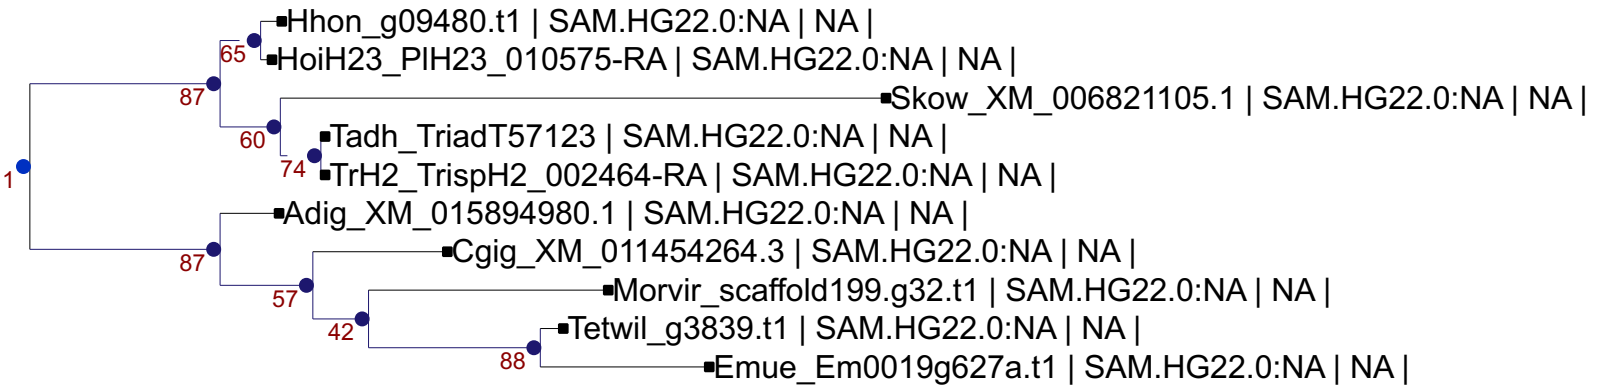 Hhon_g09480.t1 | SAM.HG22.0:NA | NA |
65
HoiH23_PlH23_010575-RA | SAM.HG22.0:NA | NA |
87
Skow_XM_006821105.1 | SAM.HG22.0:NA | NA |
60
Tadh_TriadT57123 | SAM.HG22.0:NA | NA |
74
TrH2_TrispH2_002464-RA | SAM.HG22.0:NA | NA |
1
Adig_XM_015894980.1 | SAM.HG22.0:NA | NA |
87
Cgig_XM_011454264.3 | SAM.HG22.0:NA | NA |
57
Morvir_scaffold199.g32.t1 | SAM.HG22.0:NA | NA |
42
Tetwil_g3839.t1 | SAM.HG22.0:NA | NA |
88
Emue_Em0019g627a.t1 | SAM.HG22.0:NA | NA |